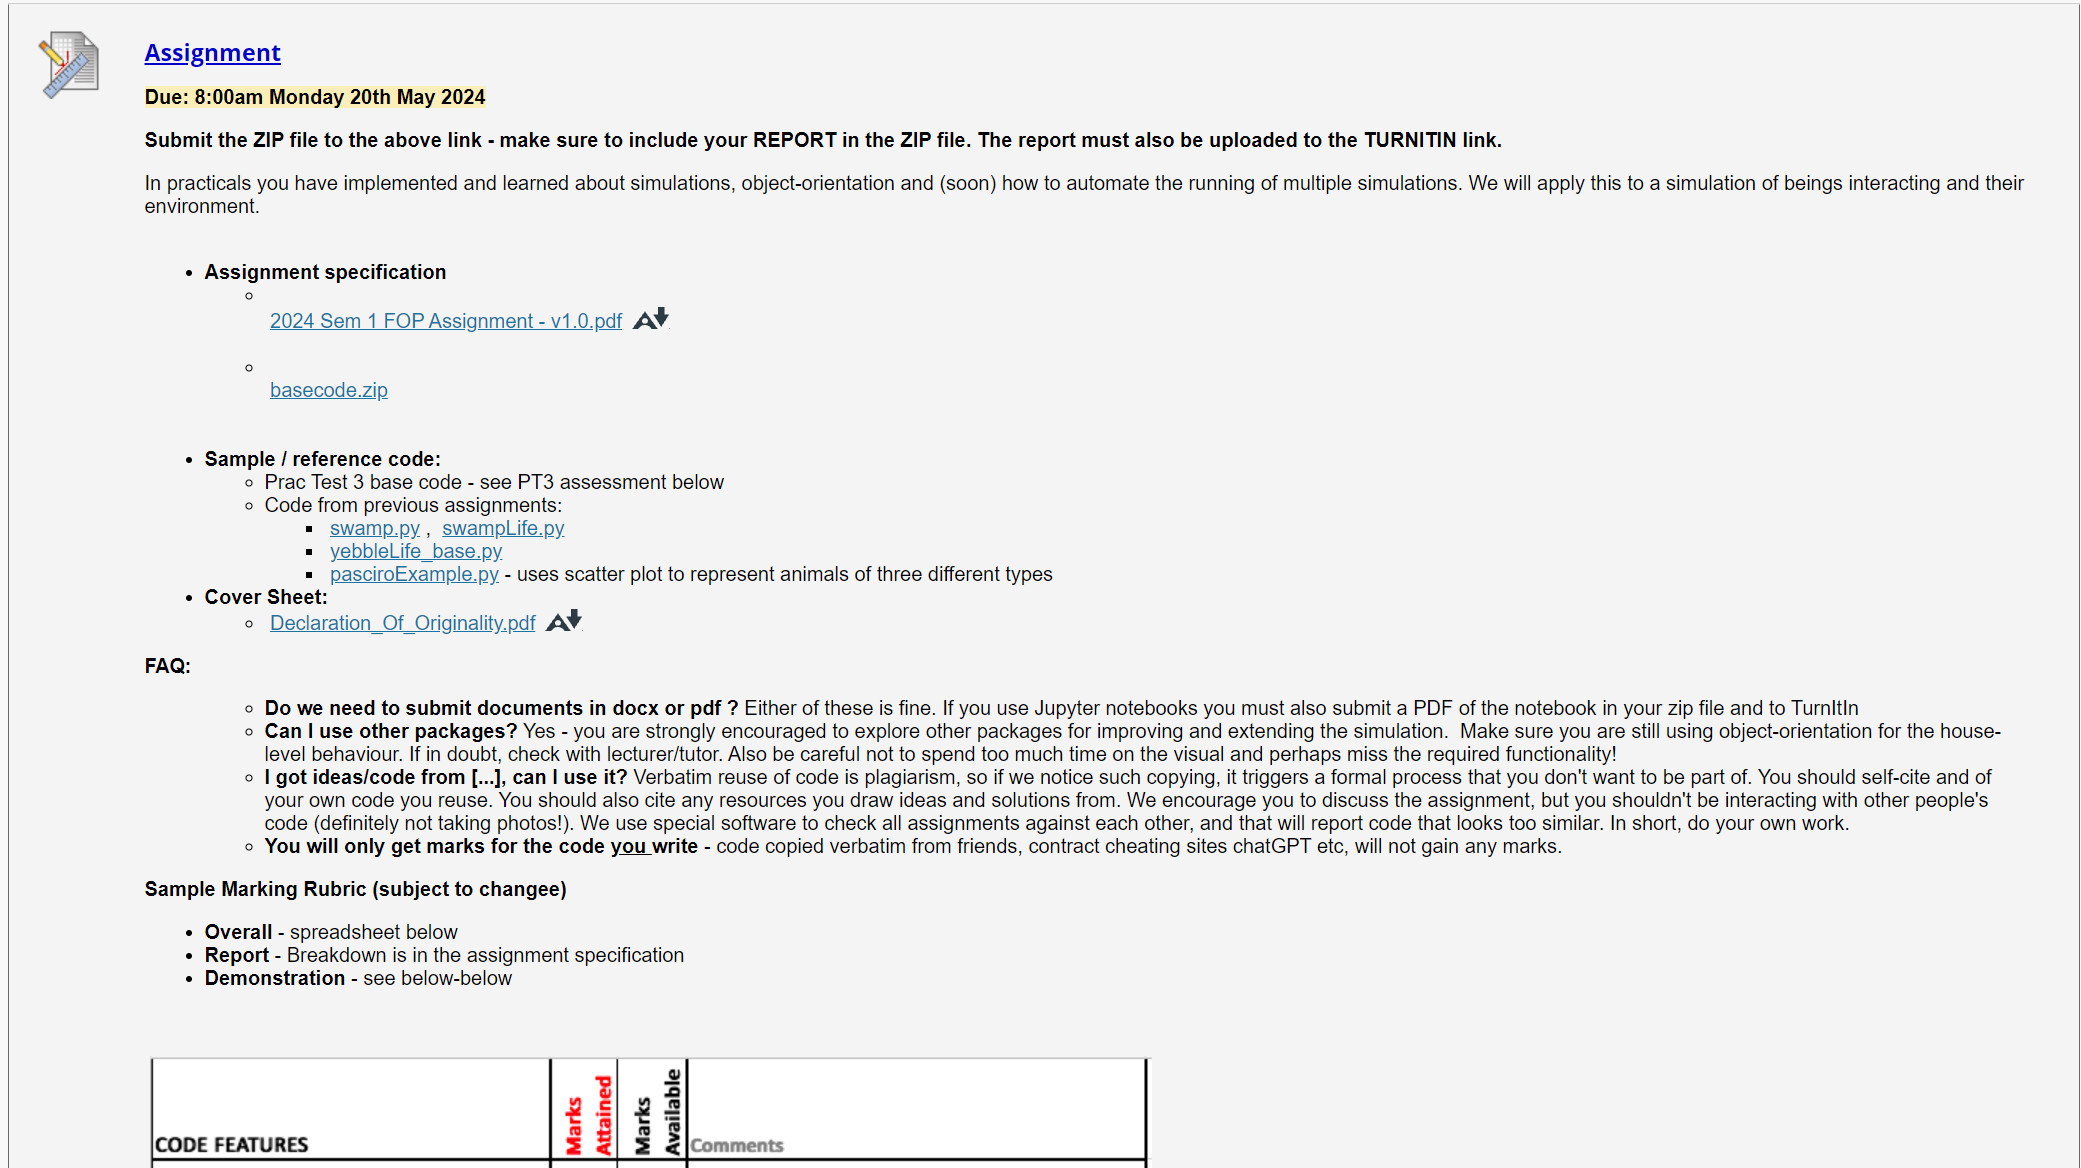 Assignment
Due: 8:00am Monday 20th May 2024
Submit the ZIP file to the above link - make sure to include your REPORT in the ZIP file. The report must also be uploaded to the TURNITIN link.
In practicals you have implemented and learned about simulations, object-orientation and (soon) how to automate the running of multiple simulations. We will apply this to a simulation of beings interacting and their
environment.
Assignment specification
2024 Sem 1 FOP Assignment - v1.0.pdf
basecode.zip
Sample / reference code:
Prac Test 3 base code - see PT3 assessment below
Code from previous assignments:
swamp.py , swampLife.py
yebbleLife_base.py
pasciroExample.py - uses scatter plot to represent animals of three different types
Cover Sheet:
Declaration_Of_Originality.pdf
FAQ:
Do we need to submit documents in docx or pdf ? Either of these is fine. If you use Jupyter notebooks you must also submit a PDF of the notebook in your zip file and to TurnItIn
Can I use other packages? Yes - you are strongly encouraged to explore other packages for improving and extending the simulation. Make sure you are still using object-orientation for the house-
level behaviour. If in doubt, check with lecturer/tutor. Also be careful not to spend too much time on the visual and perhaps miss the required functionality!
I got ideas/code from [...], can I use it? Verbatim reuse of code is plagiarism, so if we notice such copying, it triggers a formal process that you don't want to be part of. You should self-cite and of
your own code you reuse. You should also cite any resources you draw ideas and solutions from. We encourage you to discuss the assignment, but you shouldn't be interacting with other people's
code (definitely not taking photos!). We use special software to check all assignments against each other, and that will report code that looks too similar. In short, do your own work.
You will only get marks for the code you write - code copied verbatim from friends, contract cheating sites chatGPT etc, will not gain any marks.
Sample Marking Rubric (subject to changee)
Overall - spreadsheet below
Report - Breakdown is in the assignment specification
Demonstration - see below-below
CODE FEATURES
Marks
Attained
Marks
Available
Comments